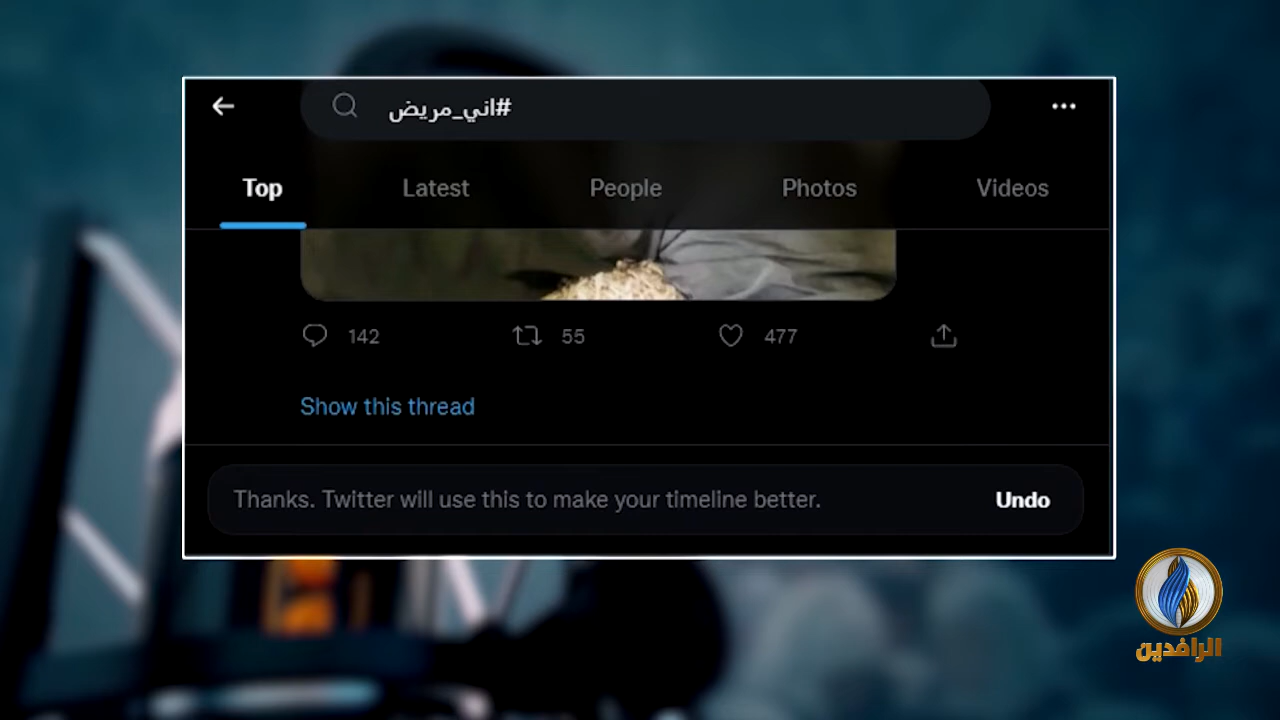 #اني_مريض
Top Latest People Photos Videos
142 55 477
Show this thread
Thanks. Twitter will use this to make your timeline better. Undo
الرافدين